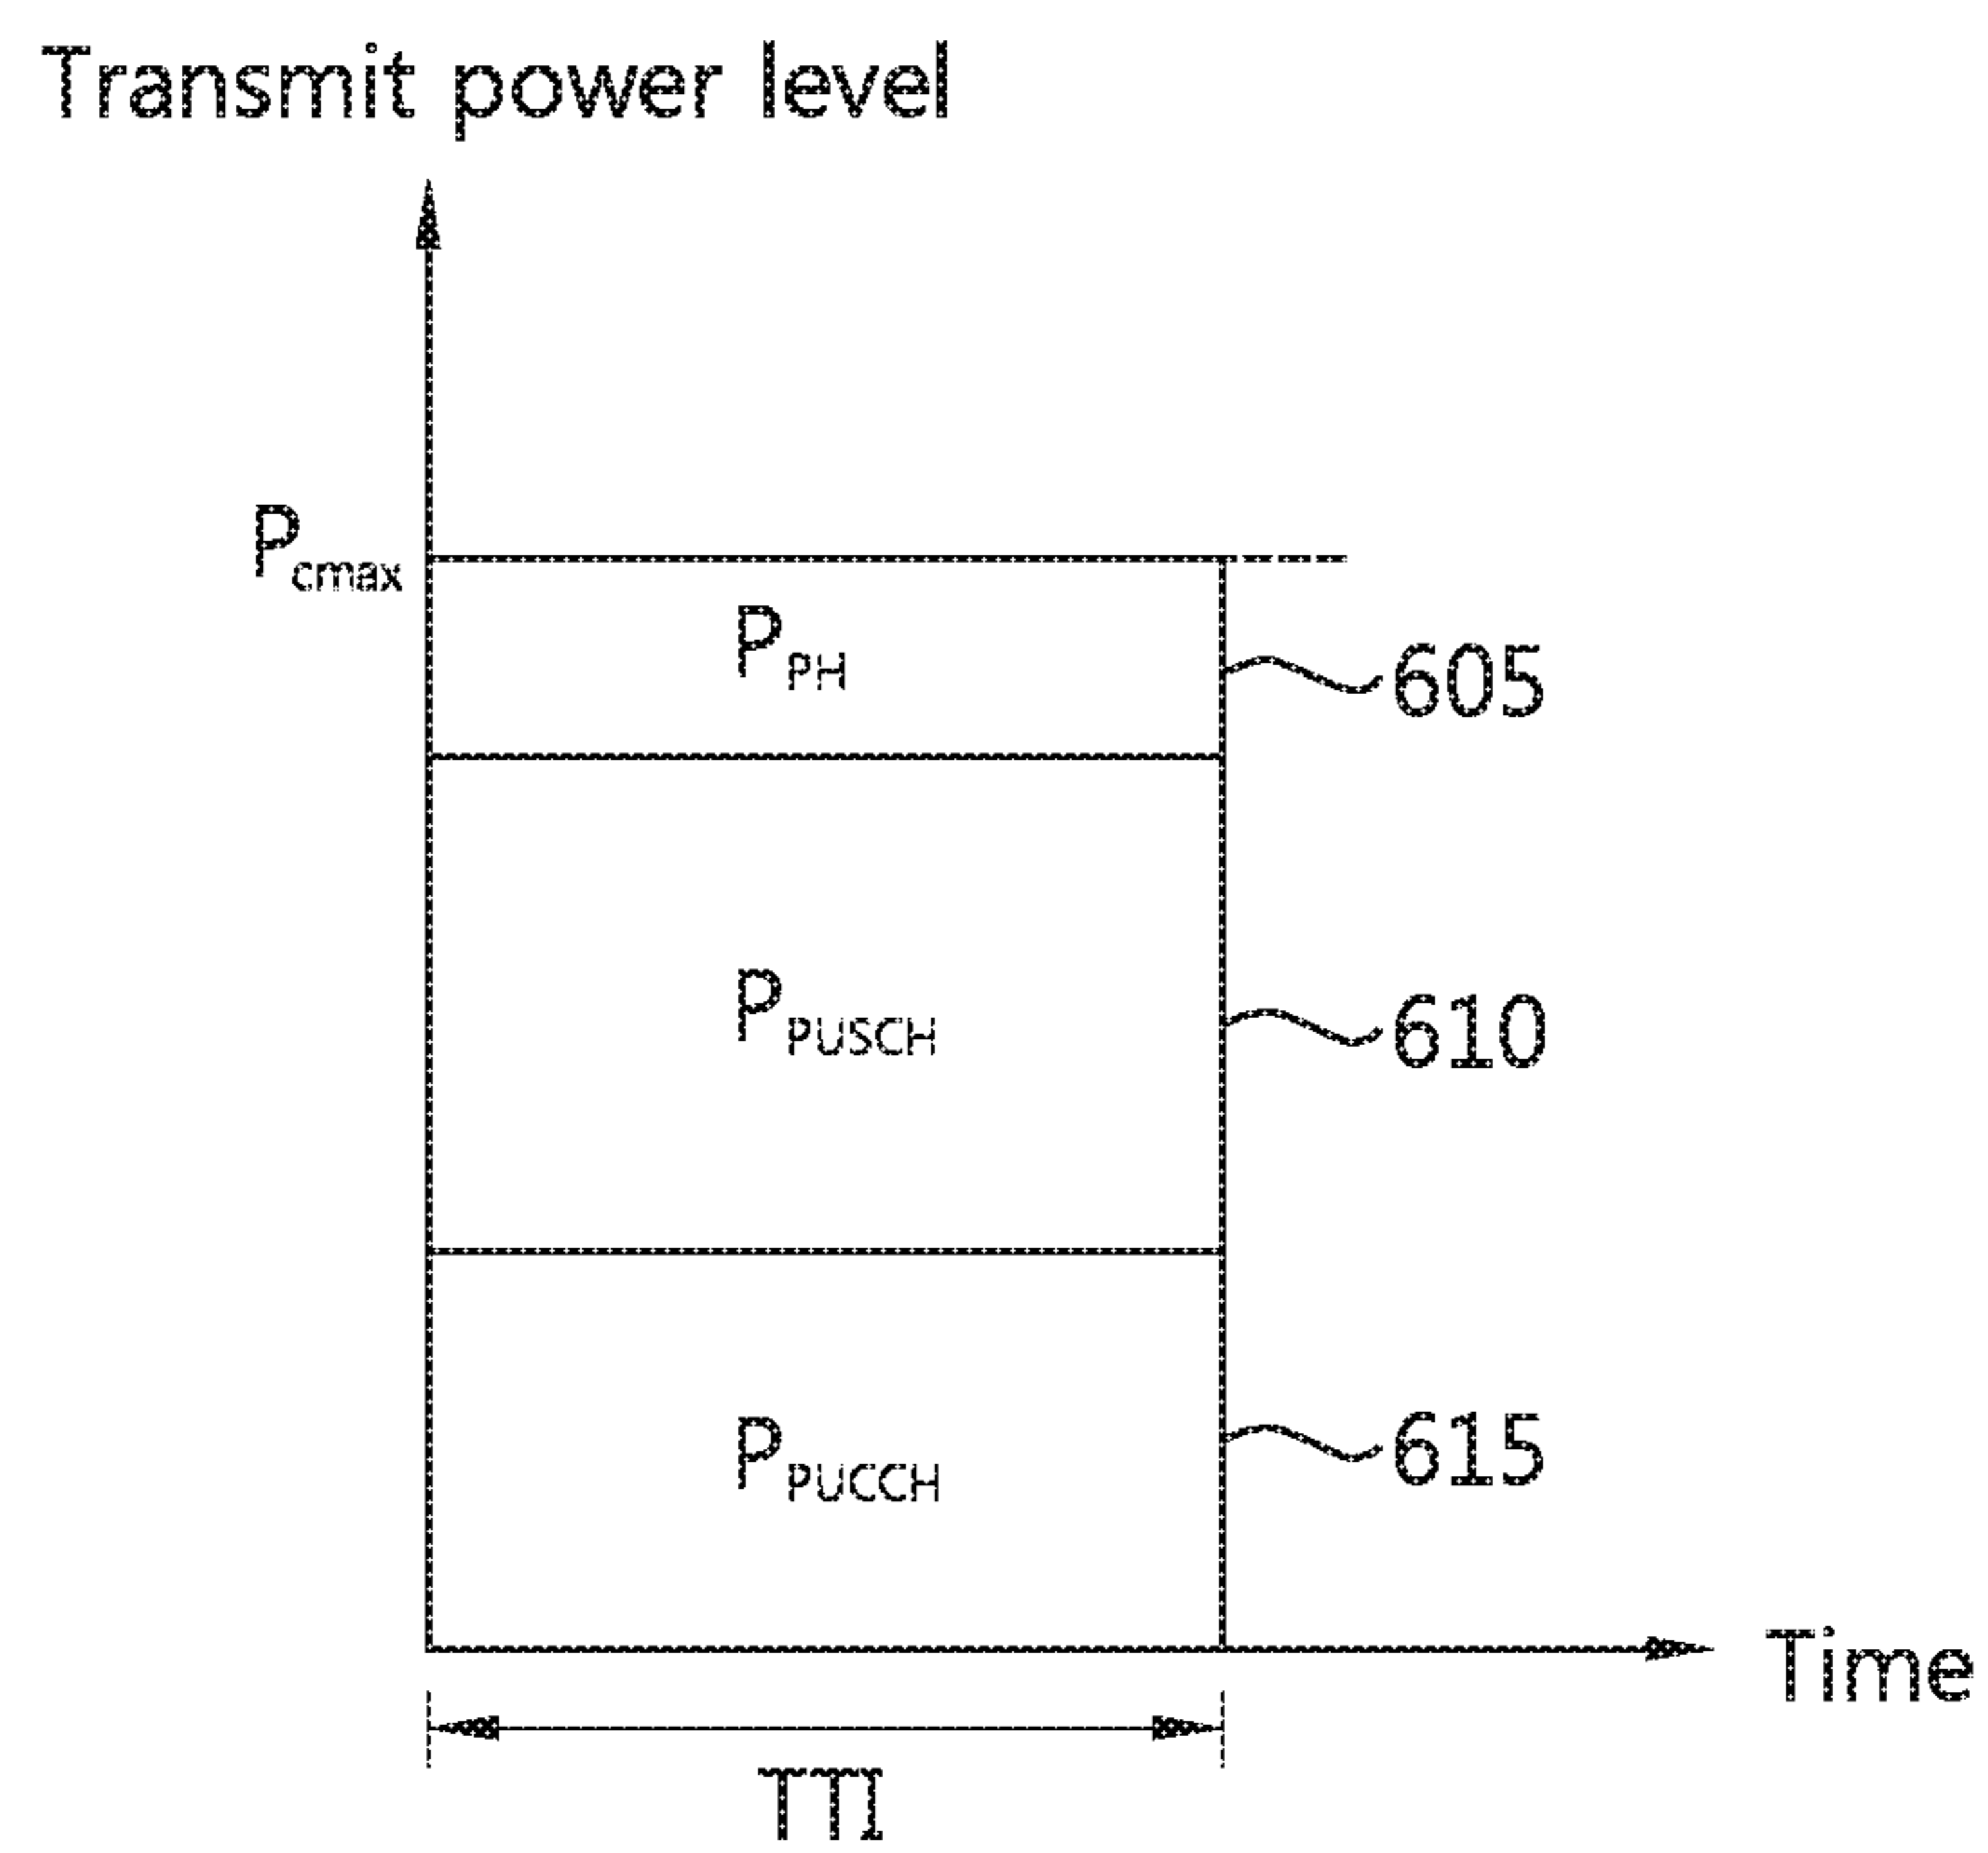 Transmit power level
Pcmax
PPH
605
PPUSCH
610
PPUCCH
615
Time
TTI